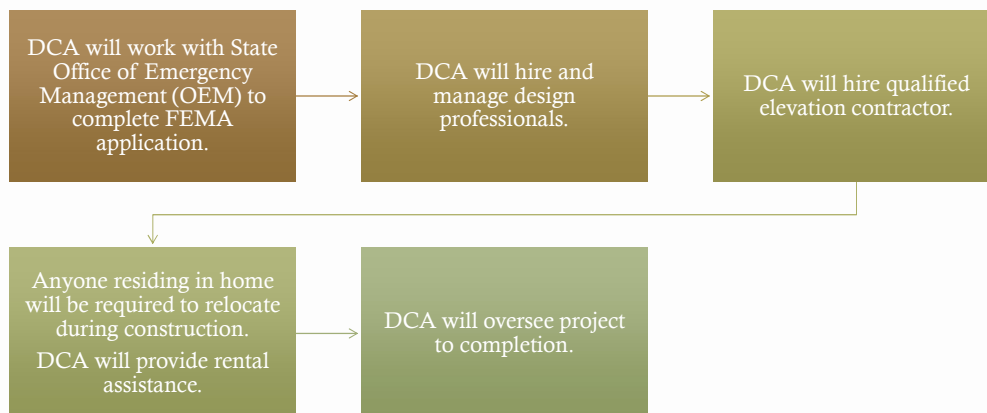 DCA will work with State
Office of Emergency
Management (OEM) to
complete FEMA
application.
DCA will hire and
manage design
professionals.
DCA will hire qualified
elevation contractor.
Anyone residing in home
will be required to relocate
during construction.
DCA will provide rental
assistance.
DCA will oversee project
to completion.